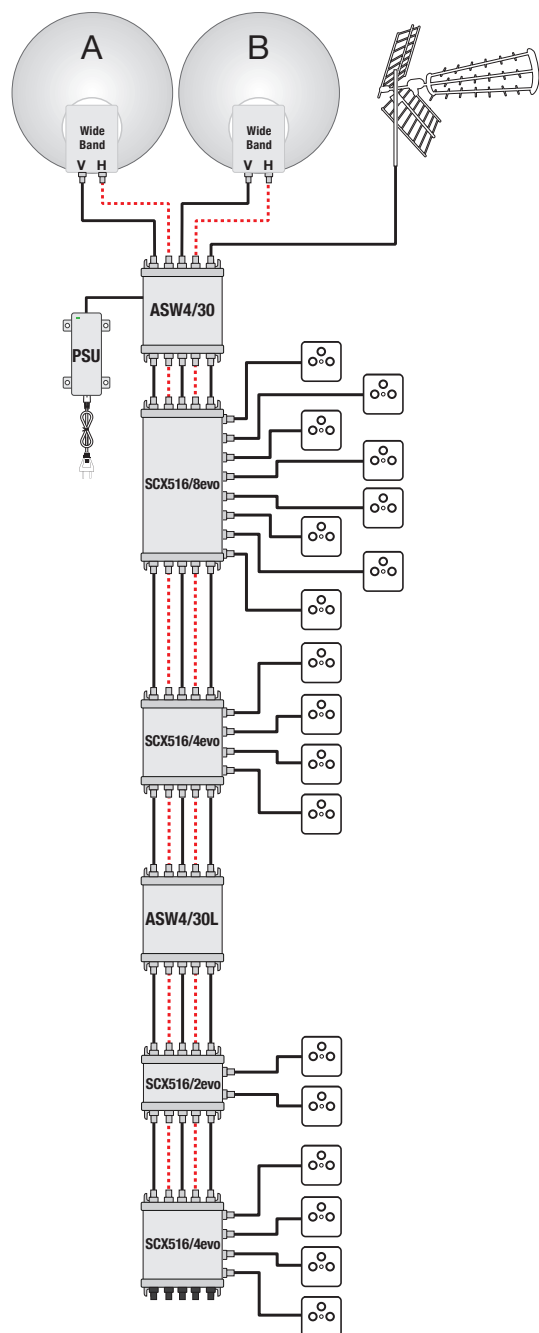 A
B
Wide
Band
V H
Wide
Band
V H
ASW4/30
PSU
SCX516/8evo
SCX516/4evo
ASW4/30L
SCX516/2evo
SCX516/4evo